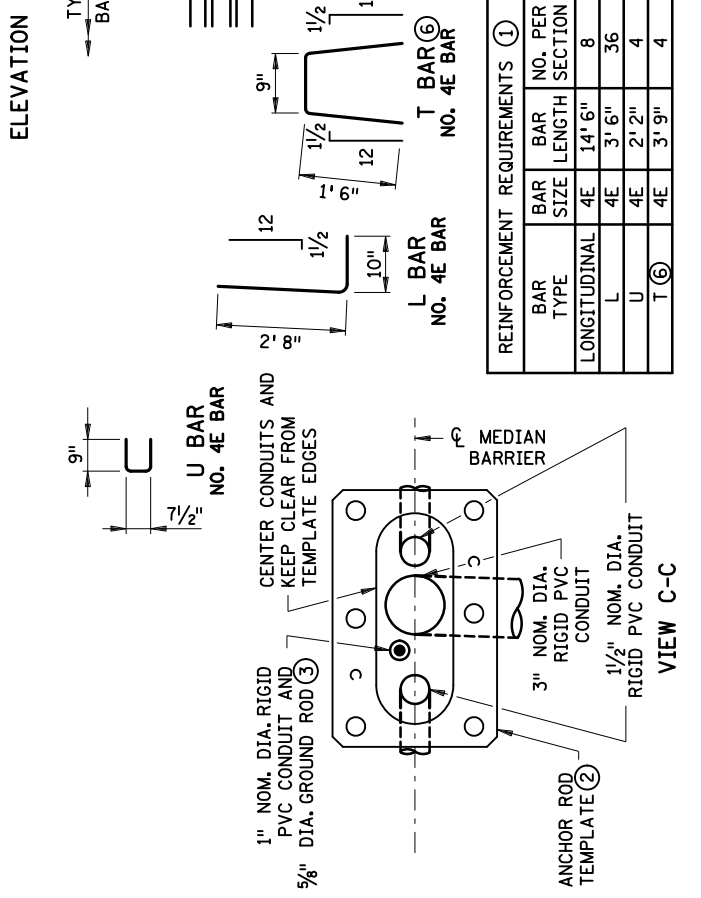 ELEVATION
TY
BA
9"
7½"
U BAR
NO. 4E BAR
2' 8"
12
1½
10"
L BAR
NO. 4E BAR
9"
1½
1½
12
1
1' 6"
T BAR ⑥
NO. 4E BAR
REINFORCEMENT REQUIREMENTS ①
BAR TYPE BAR SIZE BAR LENGTH NO. PER SECTION
LONGITUDINAL 4E 14' 6" 8
L 4E 3' 6" 36
U 4E 2' 2" 4
T ⑥ 4E 3' 9" 4
1" NOM. DIA. RIGID
PVC CONDUIT AND
⅝" DIA. GROUND ROD ③
CENTER CONDUITS AND
KEEP CLEAR FROM
TEMPLATE EDGES
℄ MEDIAN
BARRIER
C
C
3" NOM. DIA.
RIGID PVC
CONDUIT
1½" NOM. DIA.
RIGID PVC CONDUIT
ANCHOR ROD
TEMPLATE ②
VIEW C-C